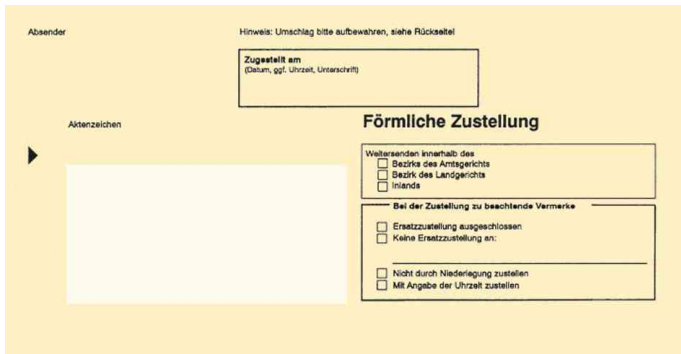 Absender
Hinweis: Umschlag bitte aufbewahren, siehe Rückseite!
Zugestellt am
(Datum, ggf. Uhrzeit, Unterschrift)
Aktenzeichen
Förmliche Zustellung
Weitersenden innerhalb des
Bezirks des Amtsgerichts
Bezirk des Landgerichts
Inlands
Bei der Zustellung zu beachtende Vermerke
Ersatzzustellung ausgeschlossen
Keine Ersatzzustellung an:
Nicht durch Niederlegung zustellen
Mit Angabe der Uhrzeit zustellen